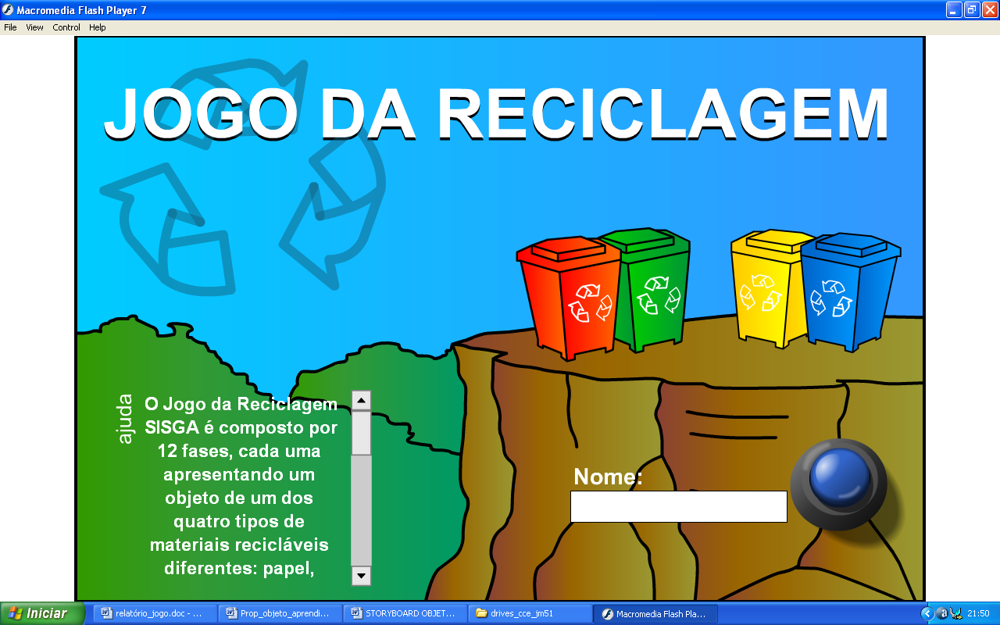 Macromedia Flash Player 7
File View Control Help
JOGO DA RECICLAGEM
ajuda
O Jogo da Reciclagem
SISGA é composto por
12 fases, cada uma
apresentando um
objeto de um dos
quatro tipos de
materiais recicláveis
diferentes: papel,
Nome:
Iniciar
relatório_jogo.doc - ...
Prop_objeto_aprendi...
STORYBOARD OBJET...
drives_cce_jm51
Macromedia Flash Pla...
21:50